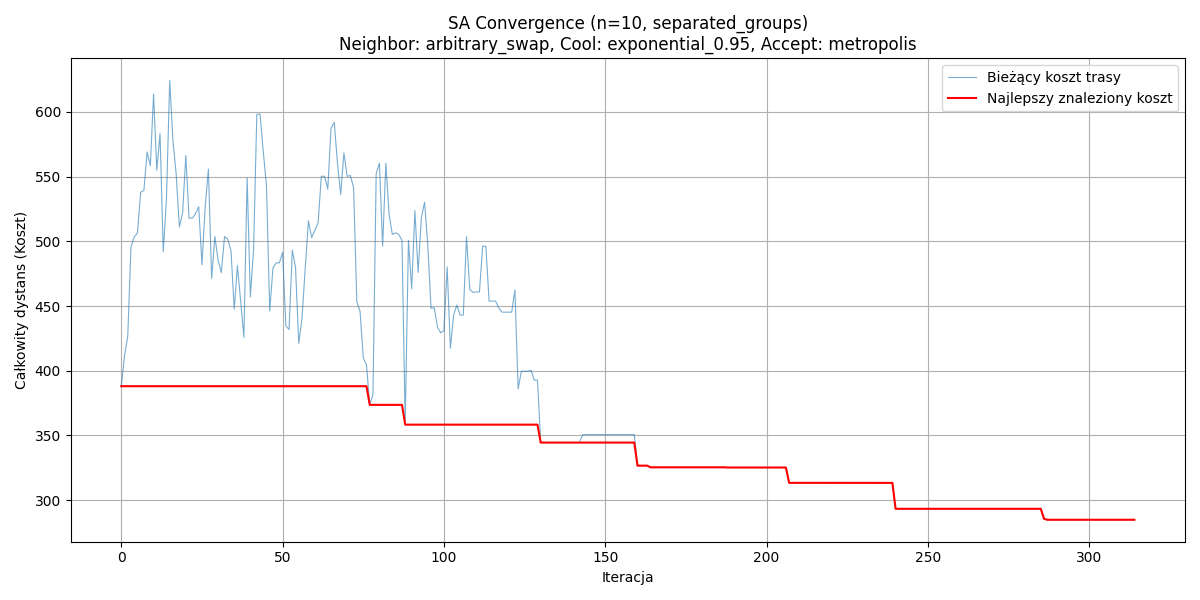 SA Convergence (n=10, separated_groups)
Neighbor: arbitrary_swap, Cool: exponential_0.95, Accept: metropolis
Bieżący koszt trasy
Najlepszy znaleziony koszt
Całkowity dystans (Koszt)
600
550
500
450
400
350
300
0 50 100 150 200 250 300
Iteracja